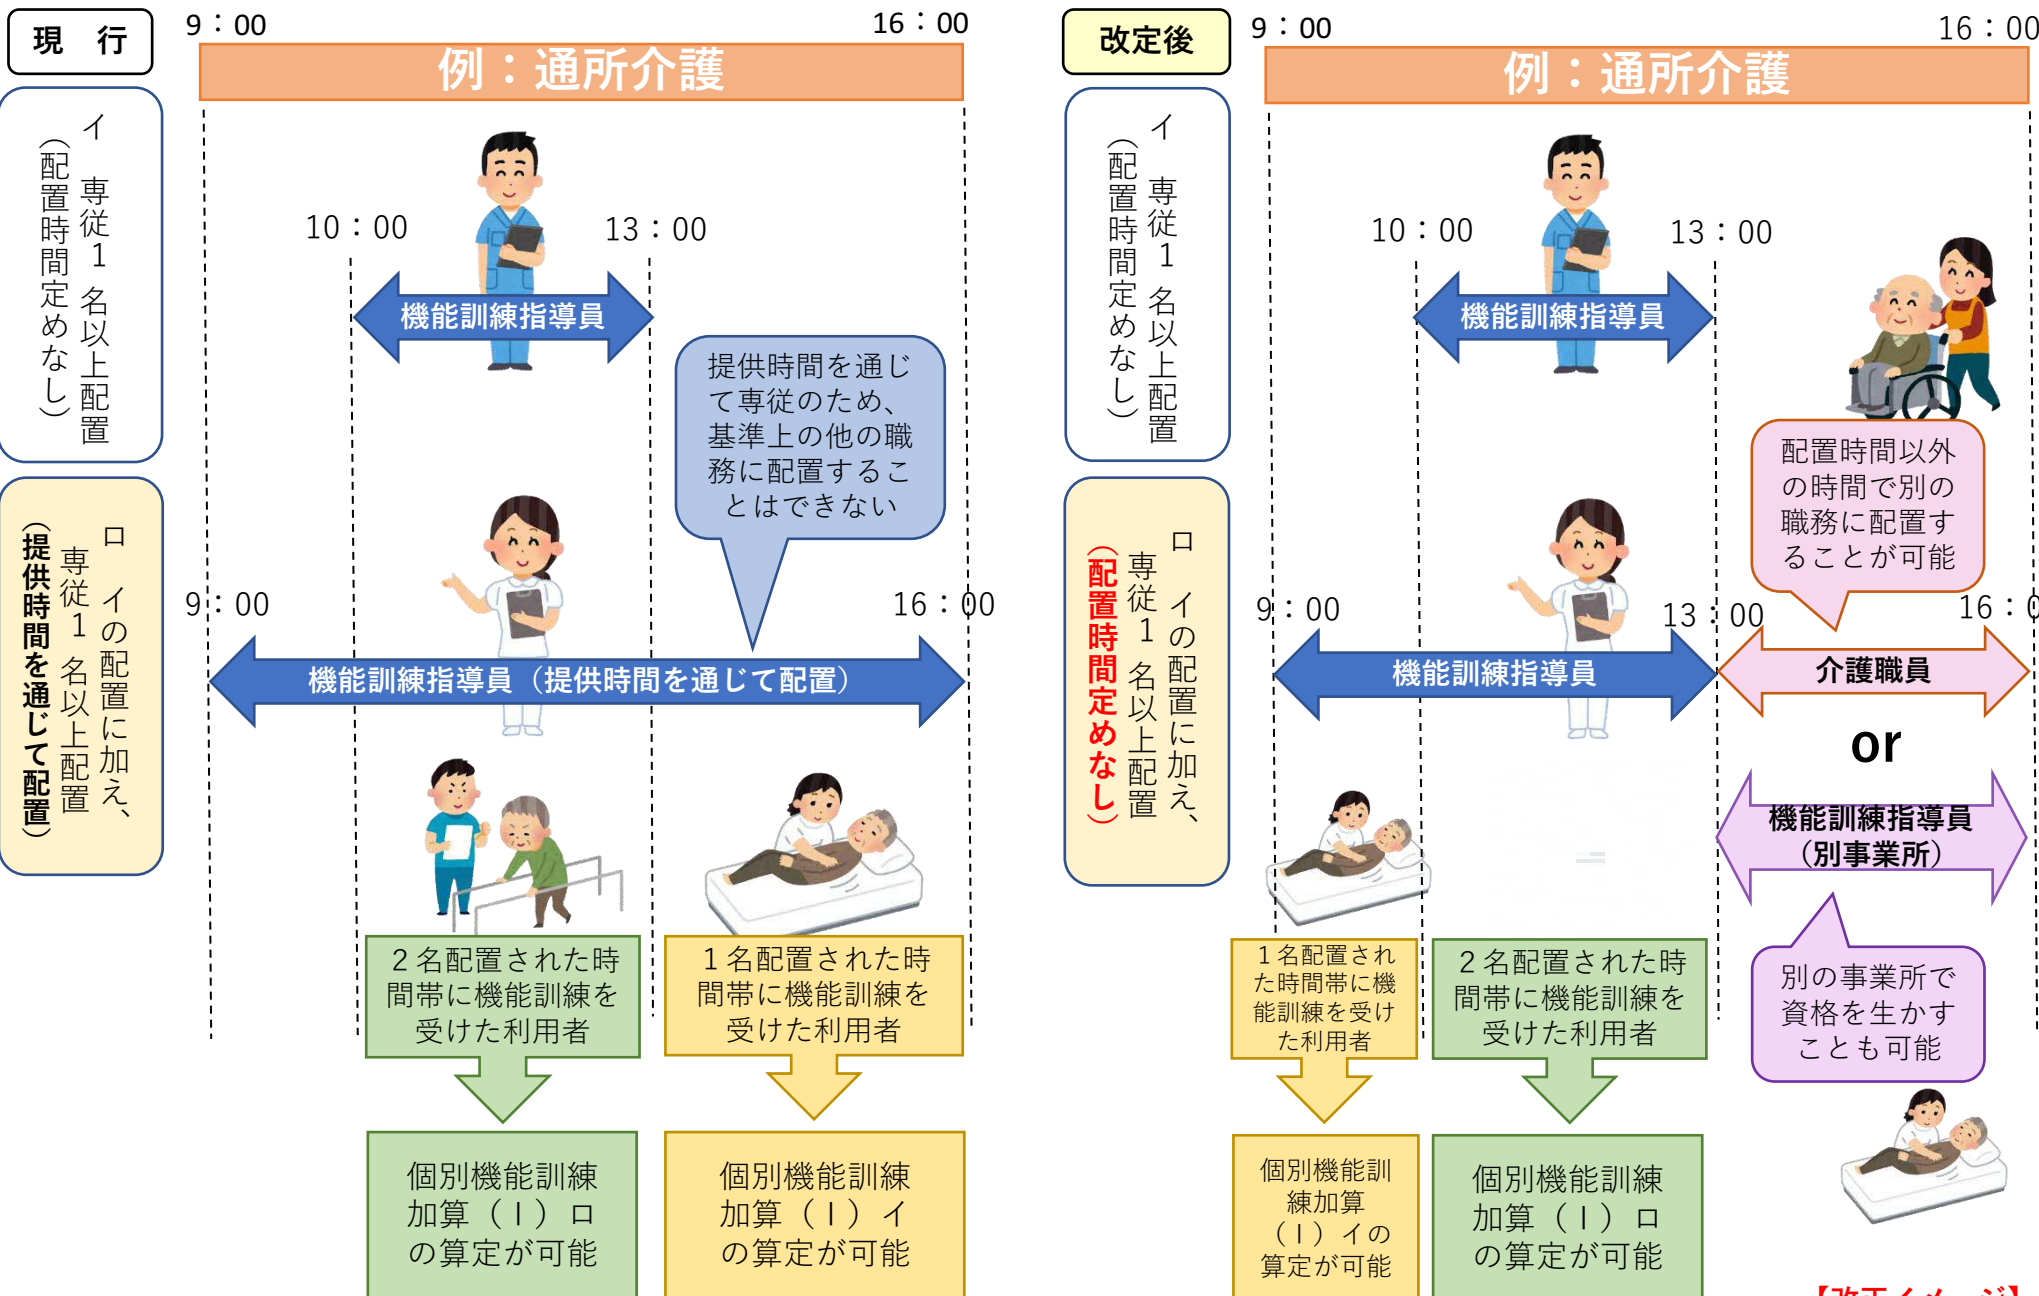 現 行
9：00
16：00
例：通所介護
イ 専従１名以上配置
（配置時間定めなし）
10：00
13：00
機能訓練指導員
提供時間を通じ
て専従のため、
基準上の他の職
務に配置するこ
とはできない
ロ イの配置に加え、
専従１名以上配置
（提供時間を通じて配置）
9：00
16：00
機能訓練指導員（提供時間を通じて配置）
２名配置された時
間帯に機能訓練を
受けた利用者
１名配置された時
間帯に機能訓練を
受けた利用者
個別機能訓練
加算（Ⅰ）ロ
の算定が可能
個別機能訓練
加算（Ⅰ）イ
の算定が可能
改定後
9：00
16：00
例：通所介護
イ 専従１名以上配置
（配置時間定めなし）
10：00
13：00
機能訓練指導員
配置時間以外
の時間で別の
職務に配置す
ることが可能
ロ イの配置に加え、
専従１名以上配置
（配置時間定めなし）
9：00
13：00
16：0
機能訓練指導員
介護職員
or
機能訓練指導員
（別事業所）
１名配置され
た時間帯に機
能訓練を受け
た利用者
２名配置された時
間帯に機能訓練を
受けた利用者
別の事業所で
資格を生かす
ことも可能
個別機能訓
練加算
（Ⅰ）イの
算定が可能
個別機能訓練
加算（Ⅰ）ロ
の算定が可能
【改正イメージ】